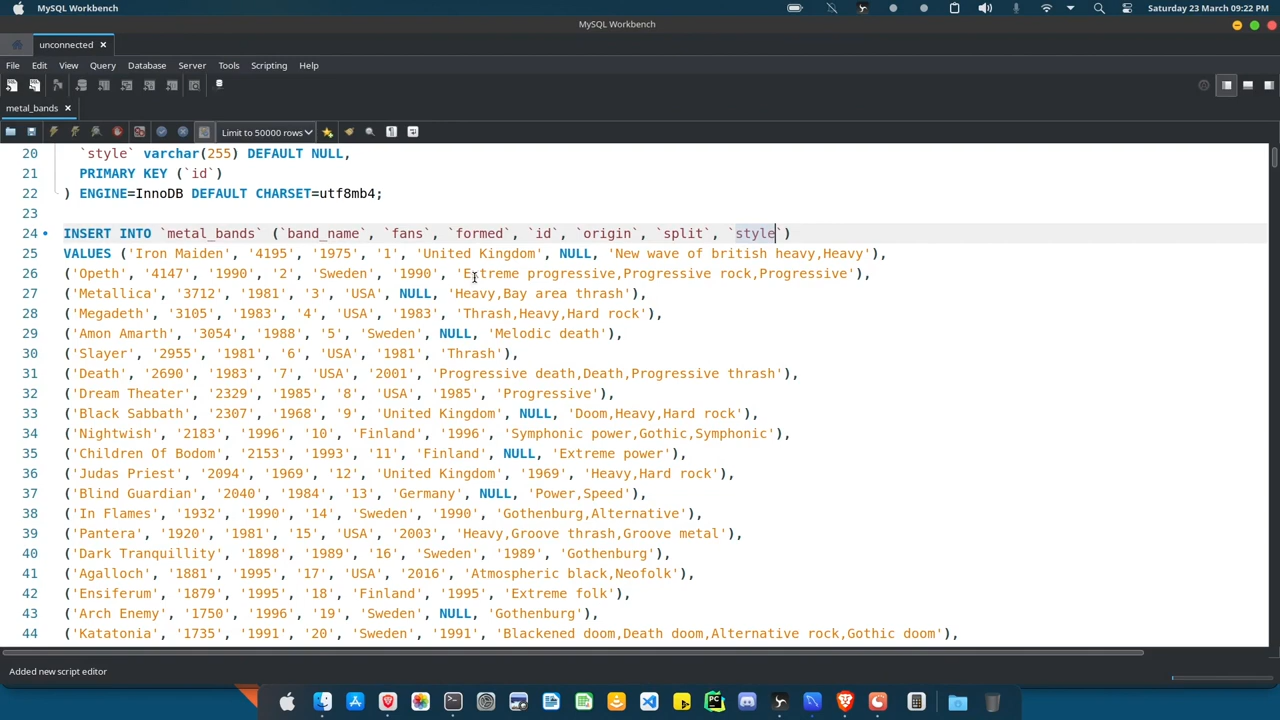 MySQL Workbench
Saturday 23 March 09:22 PM
MySQL Workbench
unconnected
File Edit View Query Database Server Tools Scripting Help
metal_bands
Limit to 50000 rows
20 `style` varchar(255) DEFAULT NULL,
21 PRIMARY KEY (`id`)
22 ) ENGINE=InnoDB DEFAULT CHARSET=utf8mb4;
23
24 INSERT INTO `metal_bands` (`band_name`, `fans`, `formed`, `id`, `origin`, `split`, `style`)
25 VALUES ('Iron Maiden', '4195', '1975', '1', 'United Kingdom', NULL, 'New wave of british heavy,Heavy'),
26 ('Opeth', '4147', '1990', '2', 'Sweden', '1990', 'Extreme progressive,Progressive rock,Progressive'),
27 ('Metallica', '3712', '1981', '3', 'USA', NULL, 'Heavy,Bay area thrash'),
28 ('Megadeth', '3105', '1983', '4', 'USA', '1983', 'Thrash,Heavy,Hard rock'),
29 ('Amon Amarth', '3054', '1988', '5', 'Sweden', NULL, 'Melodic death'),
30 ('Slayer', '2955', '1981', '6', 'USA', '1981', 'Thrash'),
31 ('Death', '2690', '1983', '7', 'USA', '2001', 'Progressive death,Death,Progressive thrash'),
32 ('Dream Theater', '2329', '1985', '8', 'USA', '1985', 'Progressive'),
33 ('Black Sabbath', '2307', '1968', '9', 'United Kingdom', NULL, 'Doom,Heavy,Hard rock'),
34 ('Nightwish', '2183', '1996', '10', 'Finland', '1996', 'Symphonic power,Gothic,Symphonic'),
35 ('Children Of Bodom', '2153', '1993', '11', 'Finland', NULL, 'Extreme power'),
36 ('Judas Priest', '2094', '1969', '12', 'United Kingdom', '1969', 'Heavy,Hard rock'),
37 ('Blind Guardian', '2040', '1984', '13', 'Germany', NULL, 'Power,Speed'),
38 ('In Flames', '1932', '1990', '14', 'Sweden', '1990', 'Gothenburg,Alternative'),
39 ('Pantera', '1920', '1981', '15', 'USA', '2003', 'Heavy,Groove thrash,Groove metal'),
40 ('Dark Tranquillity', '1898', '1989', '16', 'Sweden', '1989', 'Gothenburg'),
41 ('Agalloch', '1881', '1995', '17', 'USA', '2016', 'Atmospheric black,Neofolk'),
42 ('Ensiferum', '1879', '1995', '18', 'Finland', '1995', 'Extreme folk'),
43 ('Arch Enemy', '1750', '1996', '19', 'Sweden', NULL, 'Gothenburg'),
44 ('Katatonia', '1735', '1991', '20', 'Sweden', '1991', 'Blackened doom,Death doom,Alternative rock,Gothic doom'),
Added new script editor